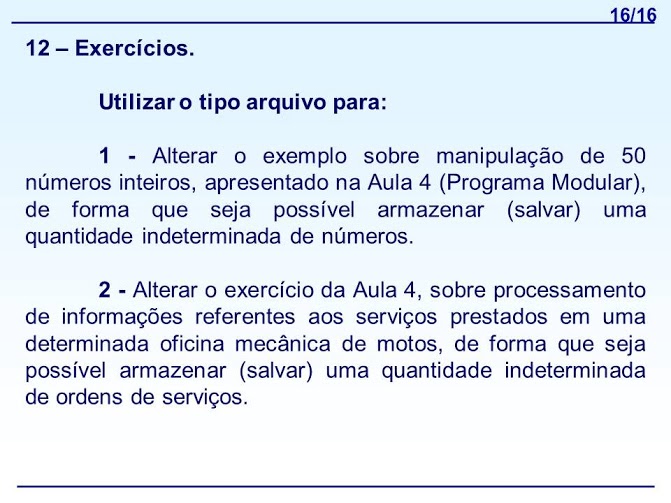 16/16
12 – Exercícios.
Utilizar o tipo arquivo para:
1 - Alterar o exemplo sobre manipulação de 50
números inteiros, apresentado na Aula 4 (Programa Modular),
de forma que seja possível armazenar (salvar) uma
quantidade indeterminada de números.
2 - Alterar o exercício da Aula 4, sobre processamento
de informações referentes aos serviços prestados em uma
determinada oficina mecânica de motos, de forma que seja
possível armazenar (salvar) uma quantidade indeterminada
de ordens de serviços.